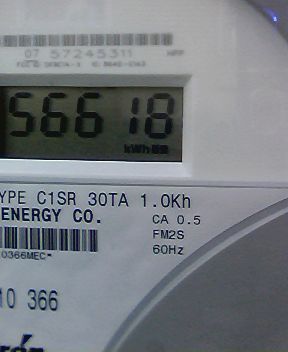 07 57245311
56618
kWh
YPE C1SR 30TA 1.0Kh
ENERGY CO. CA 0.5
FM2S
0366MEC* 60Hz
10 366
rón